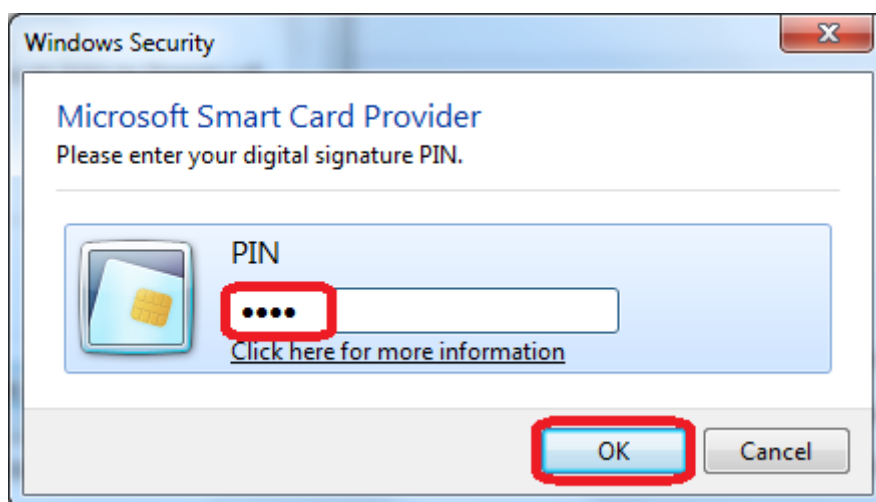 Windows Security
Microsoft Smart Card Provider
Please enter your digital signature PIN.
PIN
••••
Click here for more information
OK
Cancel